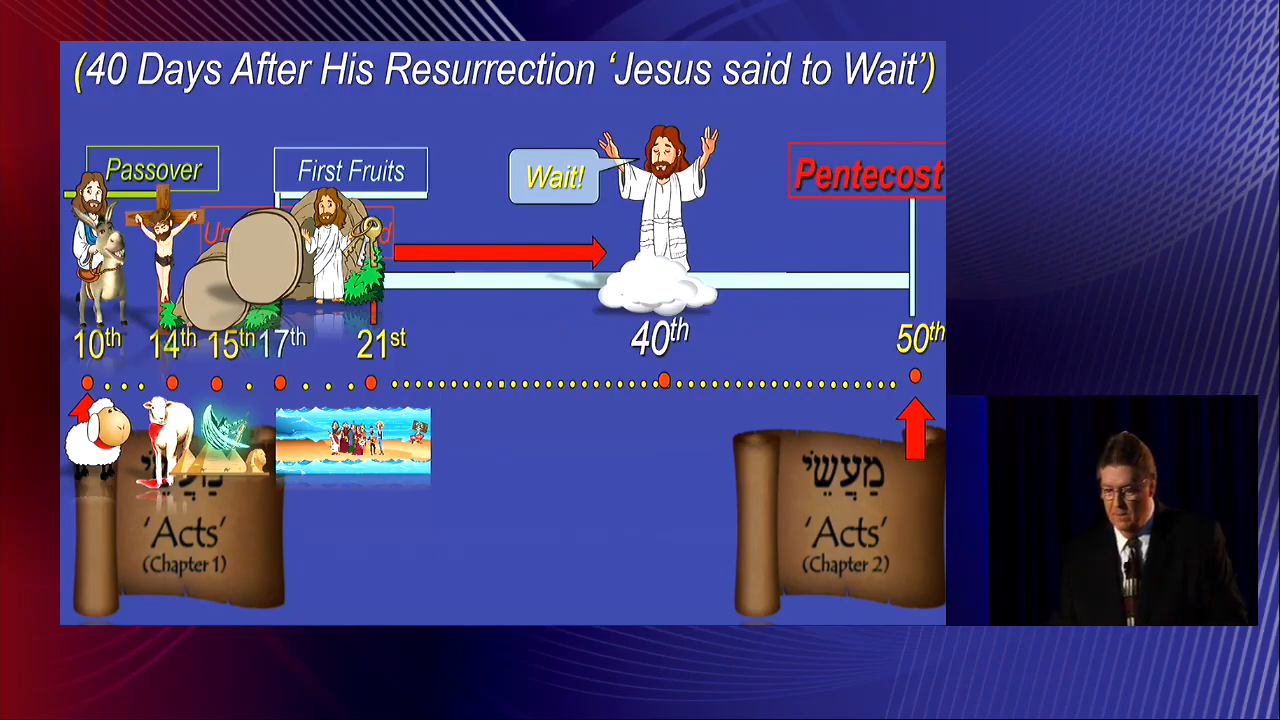 (40 Days After His Resurrection ‘Jesus said to Wait’)
Passover
First Fruits
Wait!
Pentecost
10th
14th
15tn
17th
21st
40th
50th
‘Acts’
(Chapter 1)
מַעֲשֵׂי
‘Acts’
(Chapter 2)